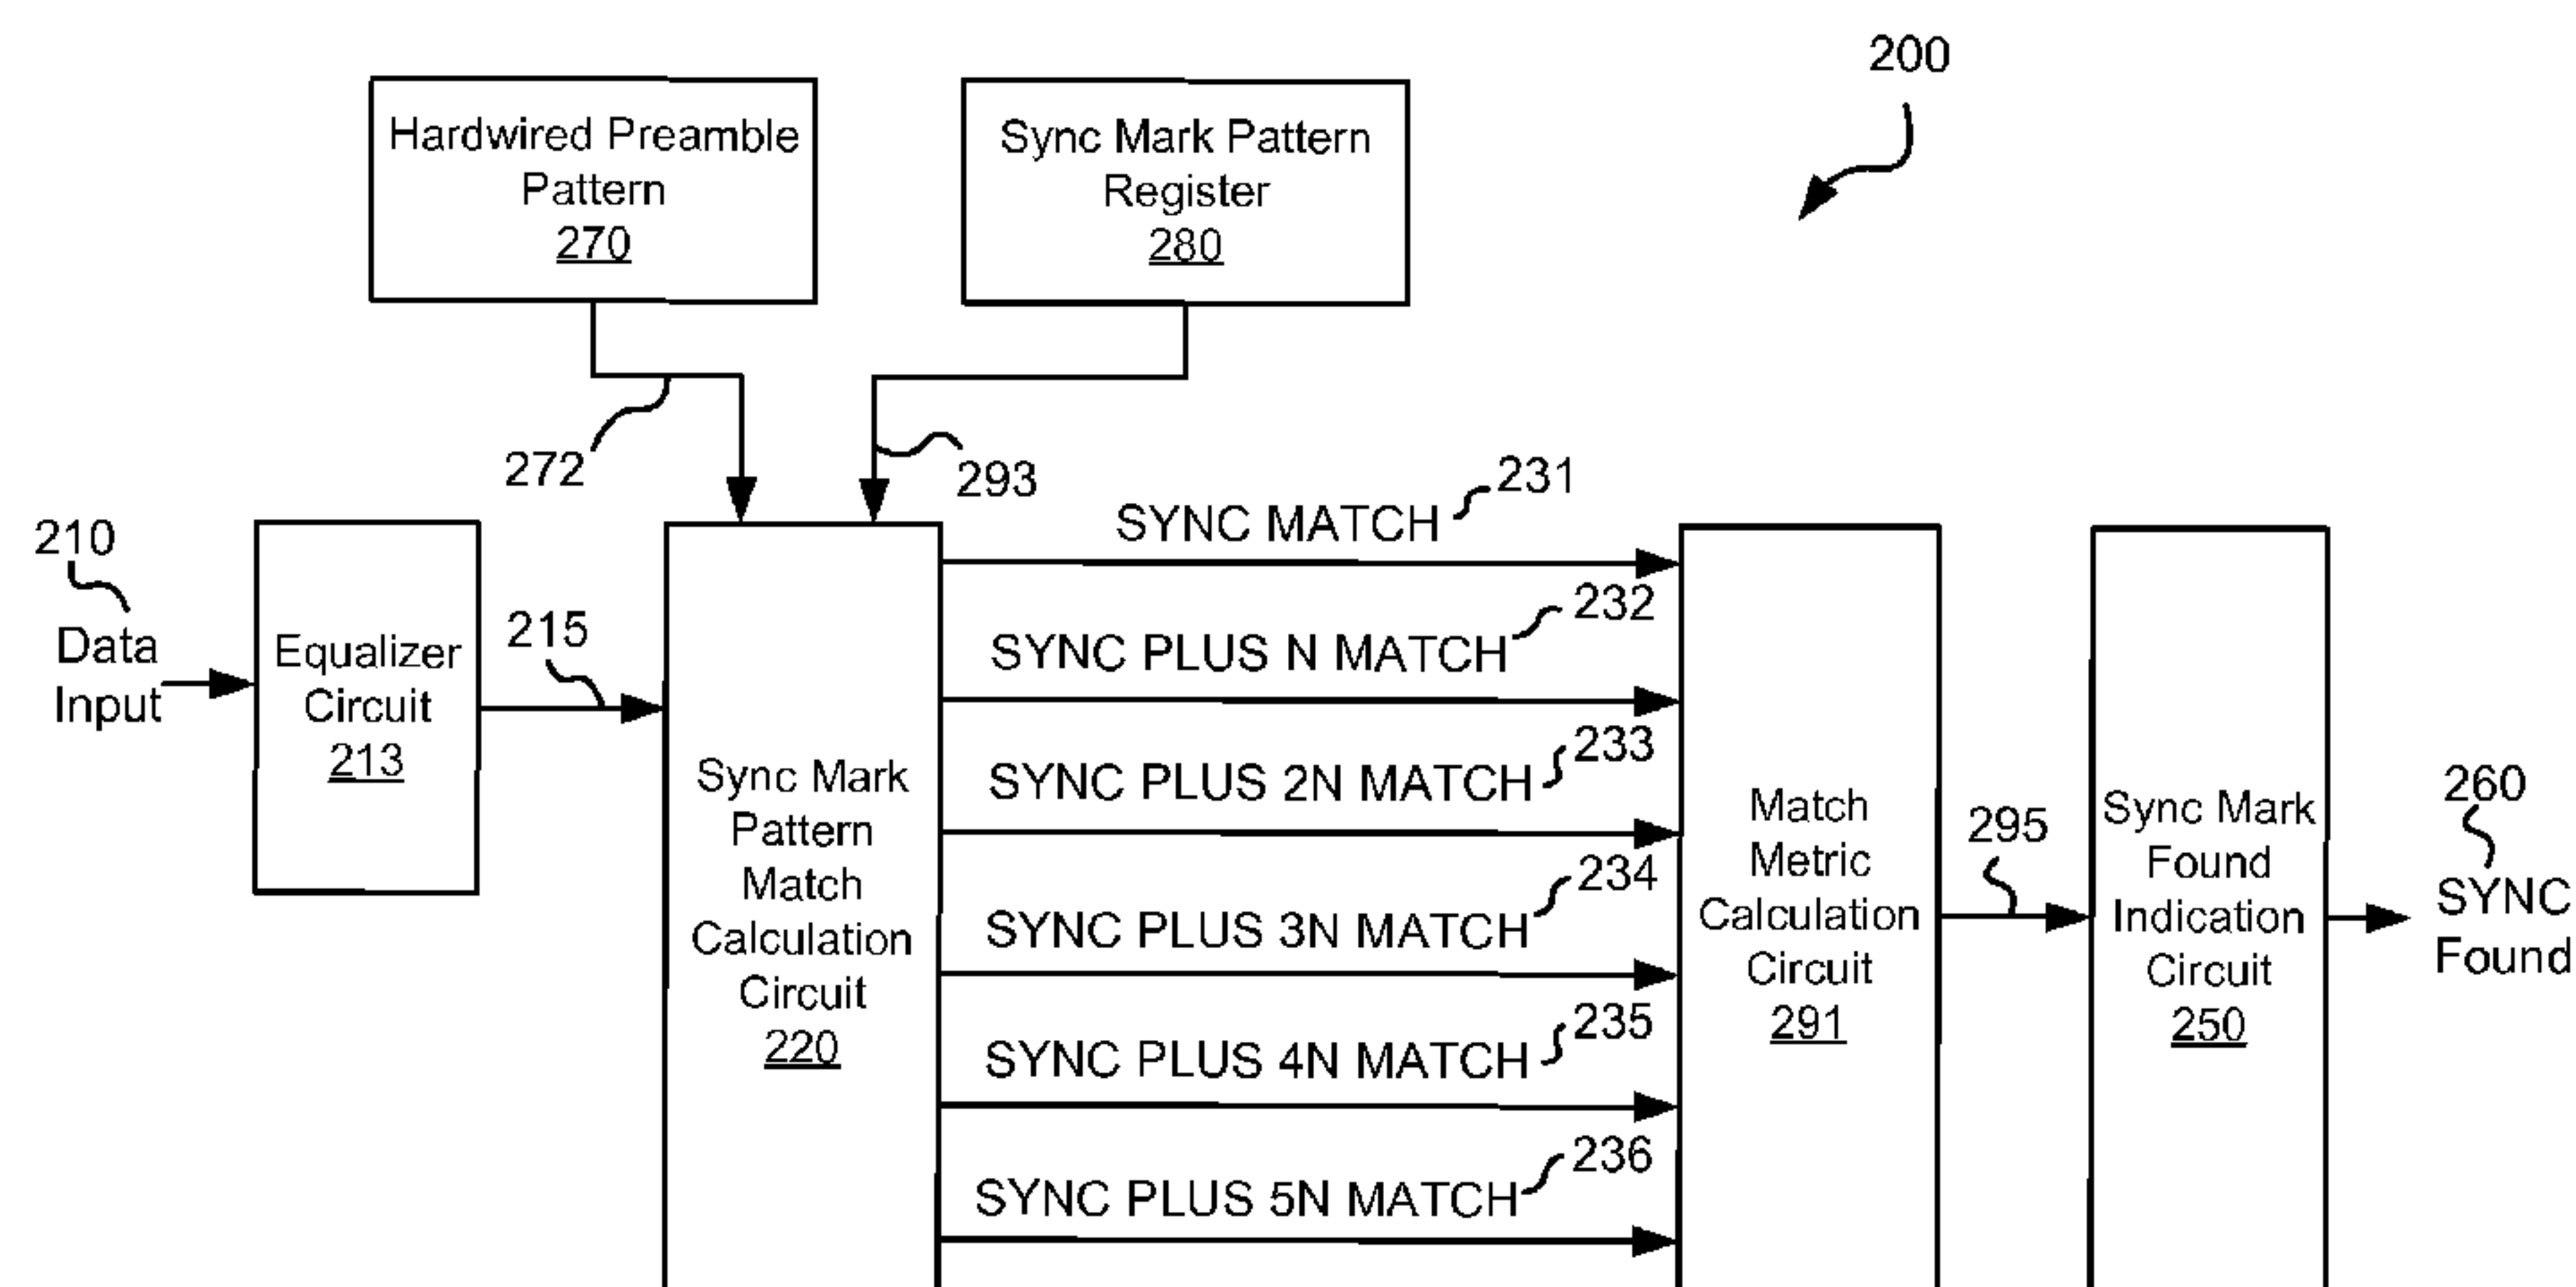 200
Hardwired Preamble
Pattern
270
Sync Mark Pattern
Register
280
272
293
210
Data
Input
Equalizer
Circuit
213
215
Sync Mark
Pattern
Match
Calculation
Circuit
220
SYNC MATCH
231
SYNC PLUS N MATCH
232
SYNC PLUS 2N MATCH
233
SYNC PLUS 3N MATCH
234
SYNC PLUS 4N MATCH
235
SYNC PLUS 5N MATCH
236
Match
Metric
Calculation
Circuit
291
295
Sync Mark
Found
Indication
Circuit
250
260
SYNC
Found